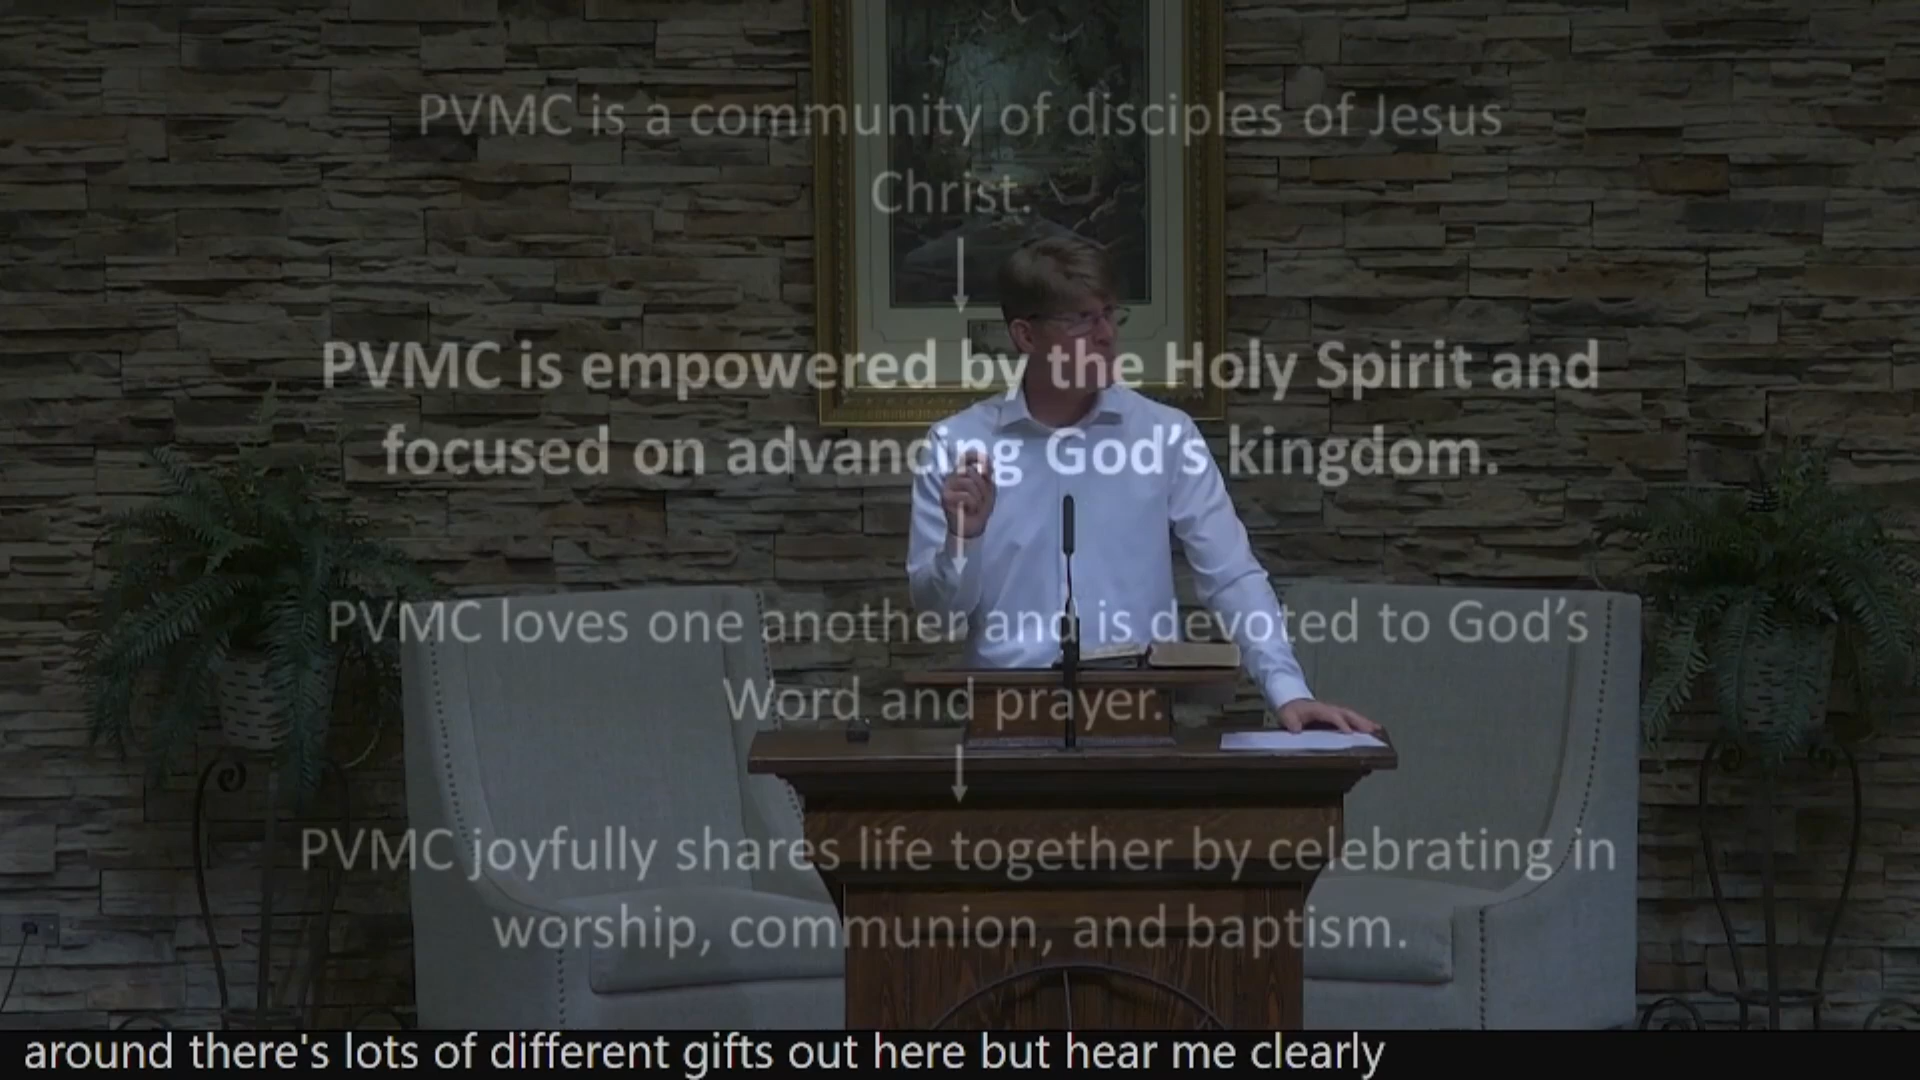 PVMC is a community of disciples of Jesus
Christ.
PVMC is empowered by the Holy Spirit and
focused on advancing God’s kingdom.
PVMC loves one another and is devoted to God’s
Word and prayer.
PVMC joyfully shares life together by celebrating in
worship, communion, and baptism.
around there's lots of different gifts out here but hear me clearly